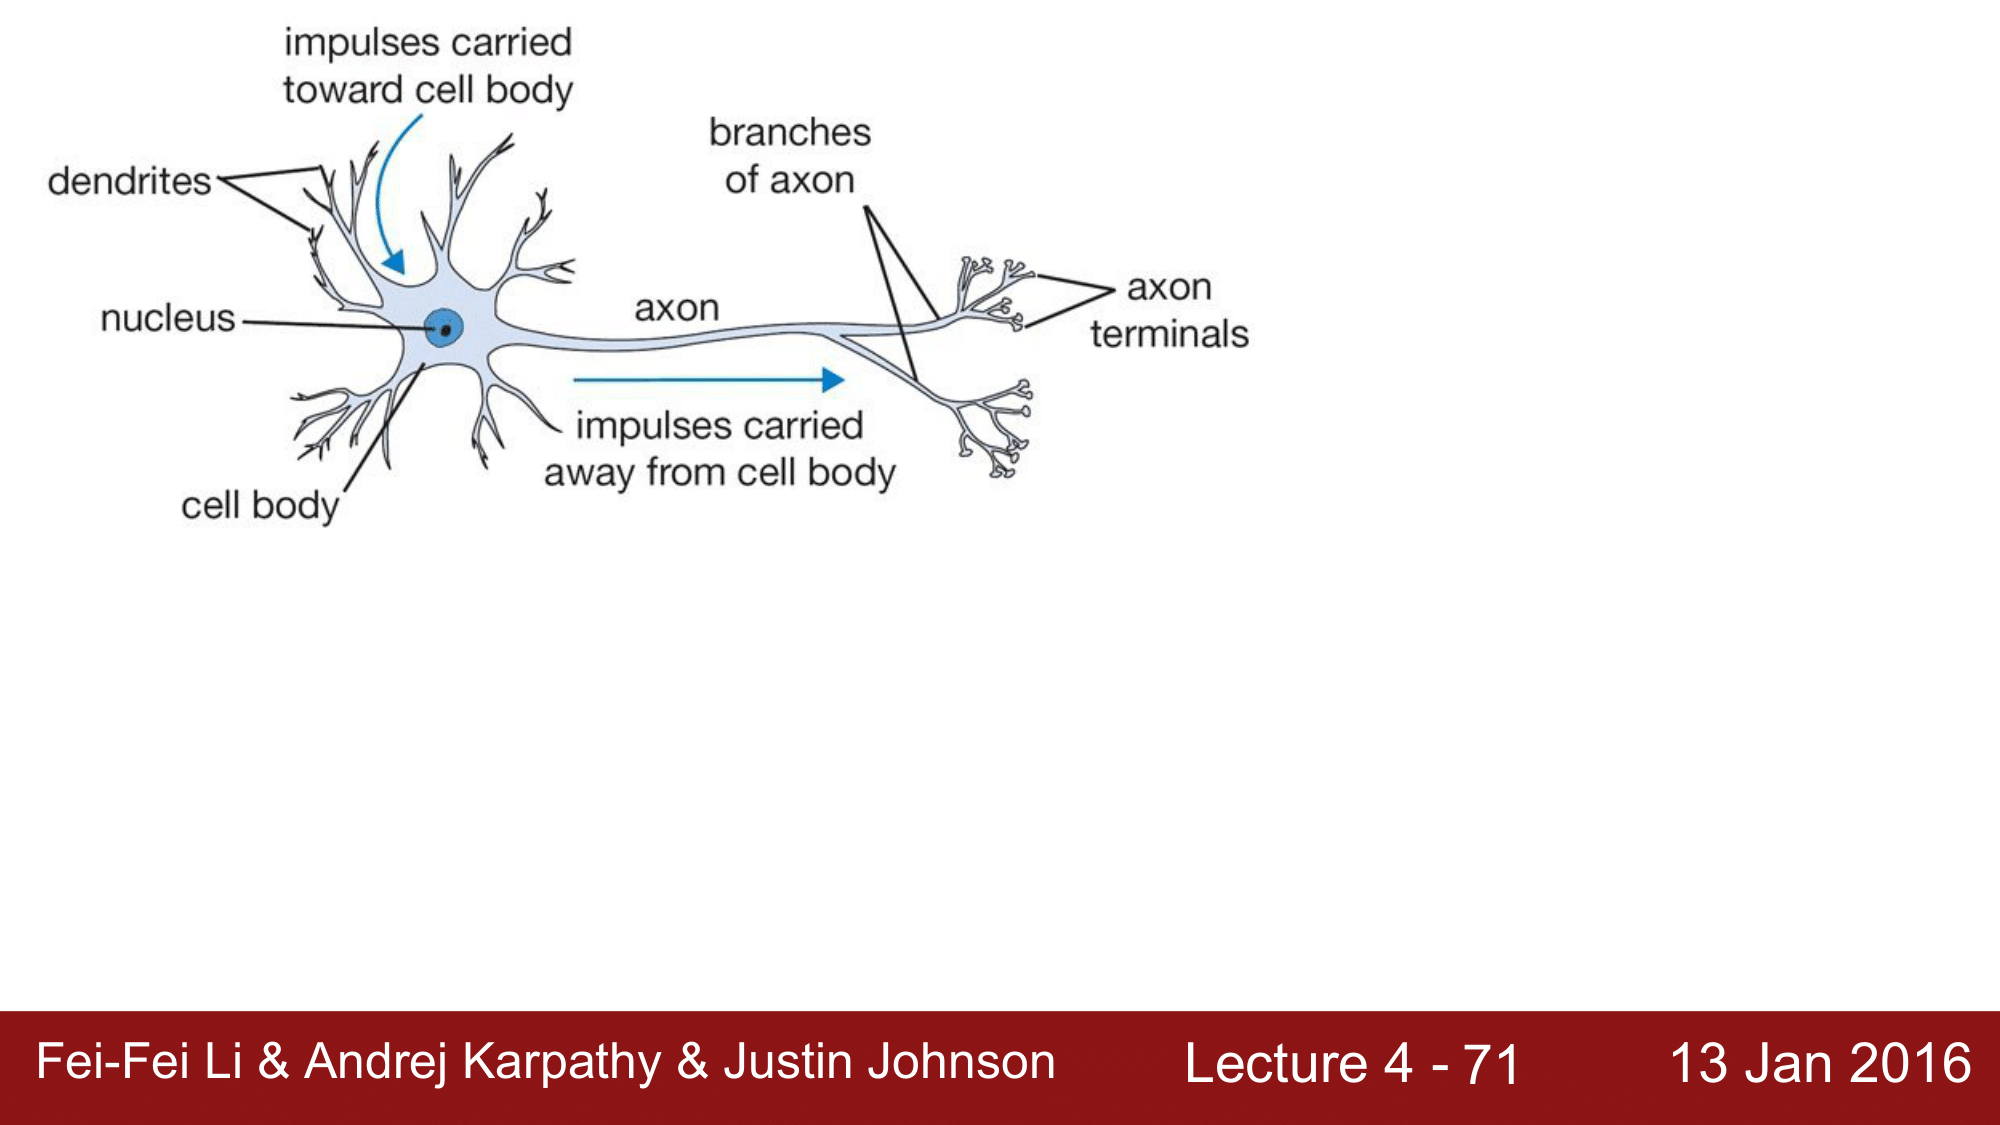 impulses carried
toward cell body
branches
of axon
dendrites
axon
terminals
axon
nucleus
impulses carried
away from cell body
cell body
Fei-Fei Li & Andrej Karpathy & Justin Johnson
Lecture 4 - 71
13 Jan 2016